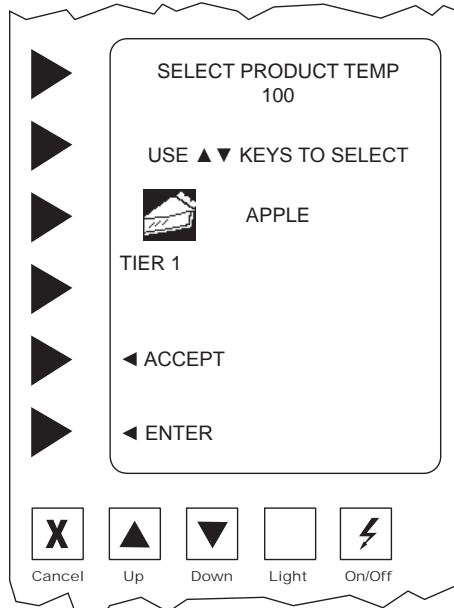 SELECT PRODUCT TEMP
100
USE ▲▼ KEYS TO SELECT
APPLE
TIER 1
◄ ACCEPT
◄ ENTER
X
Cancel Up Down Light On/Off